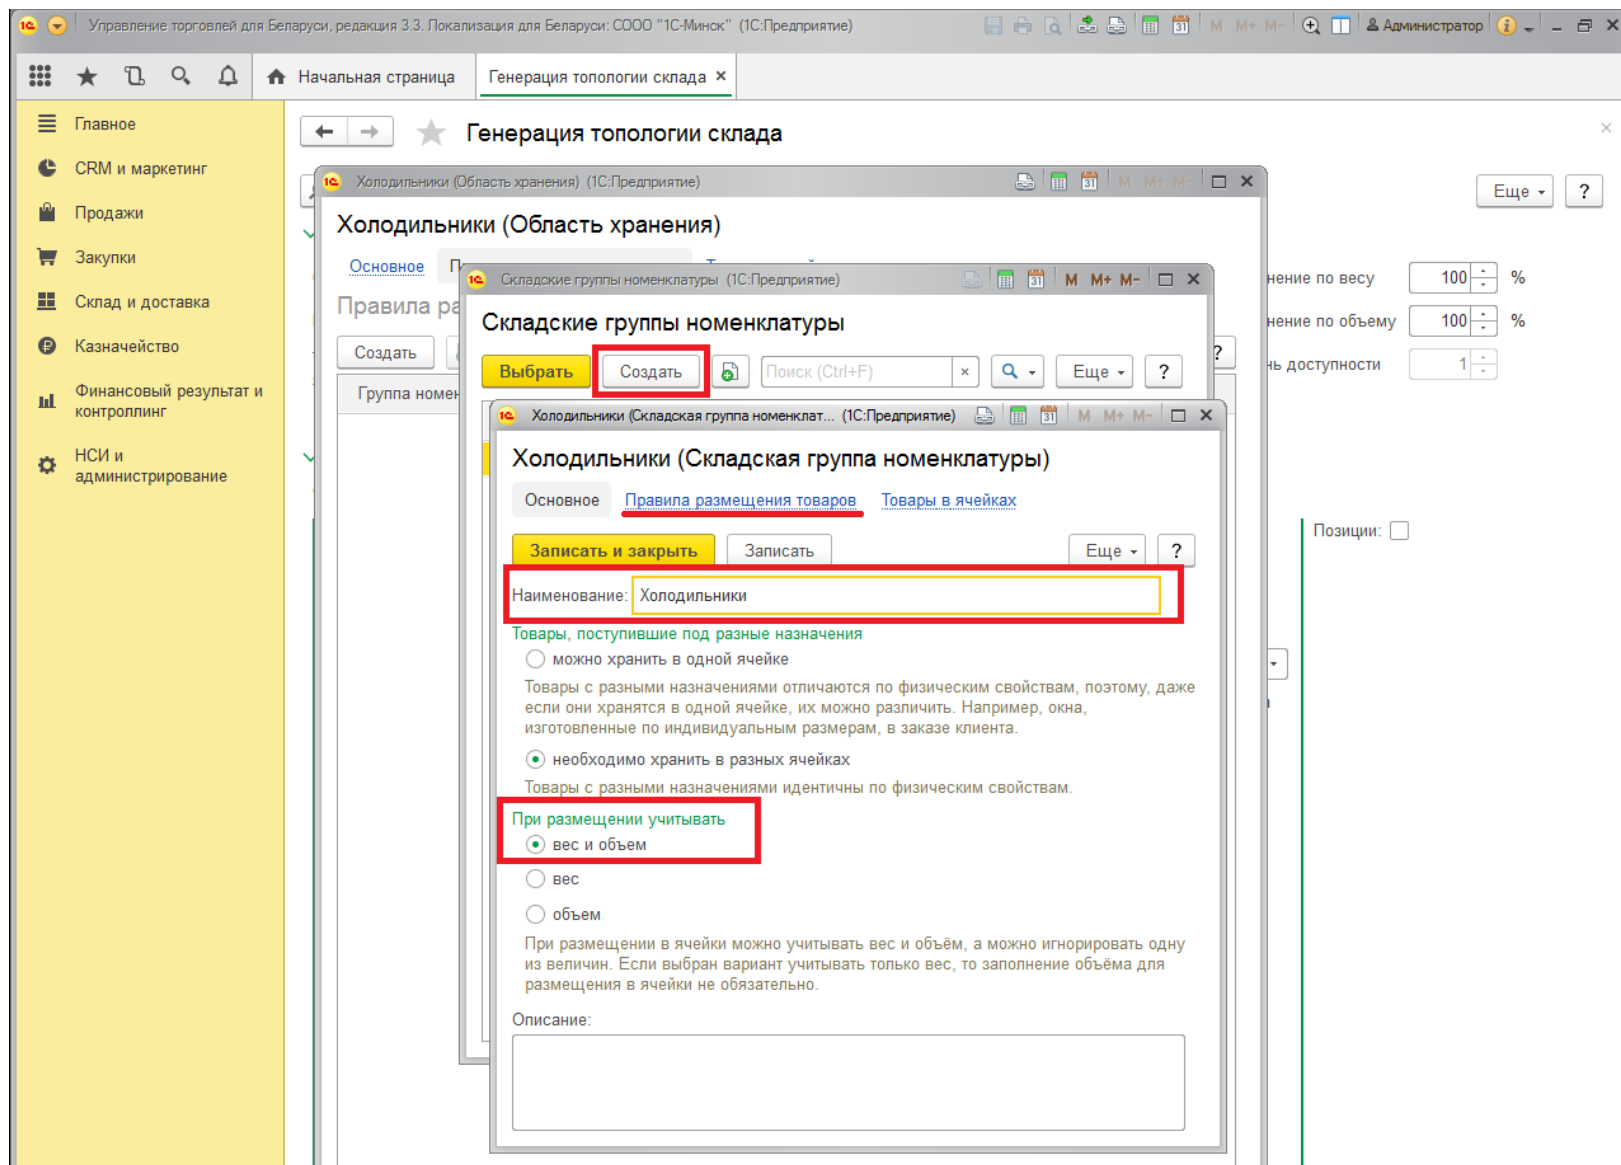 Управление торговлей для Беларуси, редакция 3.3. Локализация для Беларуси: СООО "1С-Минск" (1С:Предприятие)
M M+ M-
Администратор
Начальная страница
Генерация топологии склада ×
Главное
CRM и маркетинг
Продажи
Закупки
Склад и доставка
Казначейство
Финансовый результат и
контроллинг
НСИ и
администрирование
Генерация топологии склада
Еще
?
нение по весу 100 %
нение по объему 100 %
нь доступности 1
Позиции:
Холодильники (Область хранения) (1С:Предприятие)
M M+ M-
Холодильники (Область хранения)
Основное
Правила ра
Создать
?
Группа номен
Складские группы номенклатуры (1С:Предприятие)
M M+ M-
Складские группы номенклатуры
Выбрать Создать Поиск (Ctrl+F) × Еще ?
Холодильники (Складская группа номенклат... (1С:Предприятие)
M M+ M-
Холодильники (Складская группа номенклатуры)
Основное Правила размещения товаров Товары в ячейках
Записать и закрыть Записать Еще ?
Наименование: Холодильники
Товары, поступившие под разные назначения
можно хранить в одной ячейке
Товары с разными назначениями отличаются по физическим свойствам, поэтому, даже
если они хранятся в одной ячейке, их можно различить. Например, окна,
изготовленные по индивидуальным размерам, в заказе клиента.
необходимо хранить в разных ячейках
Товары с разными назначениями идентичны по физическим свойствам.
При размещении учитывать
вес и объем
вес
объем
При размещении в ячейки можно учитывать вес и объём, а можно игнорировать одну
из величин. Если выбран вариант учитывать только вес, то заполнение объёма для
размещения в ячейки не обязательно.
Описание: